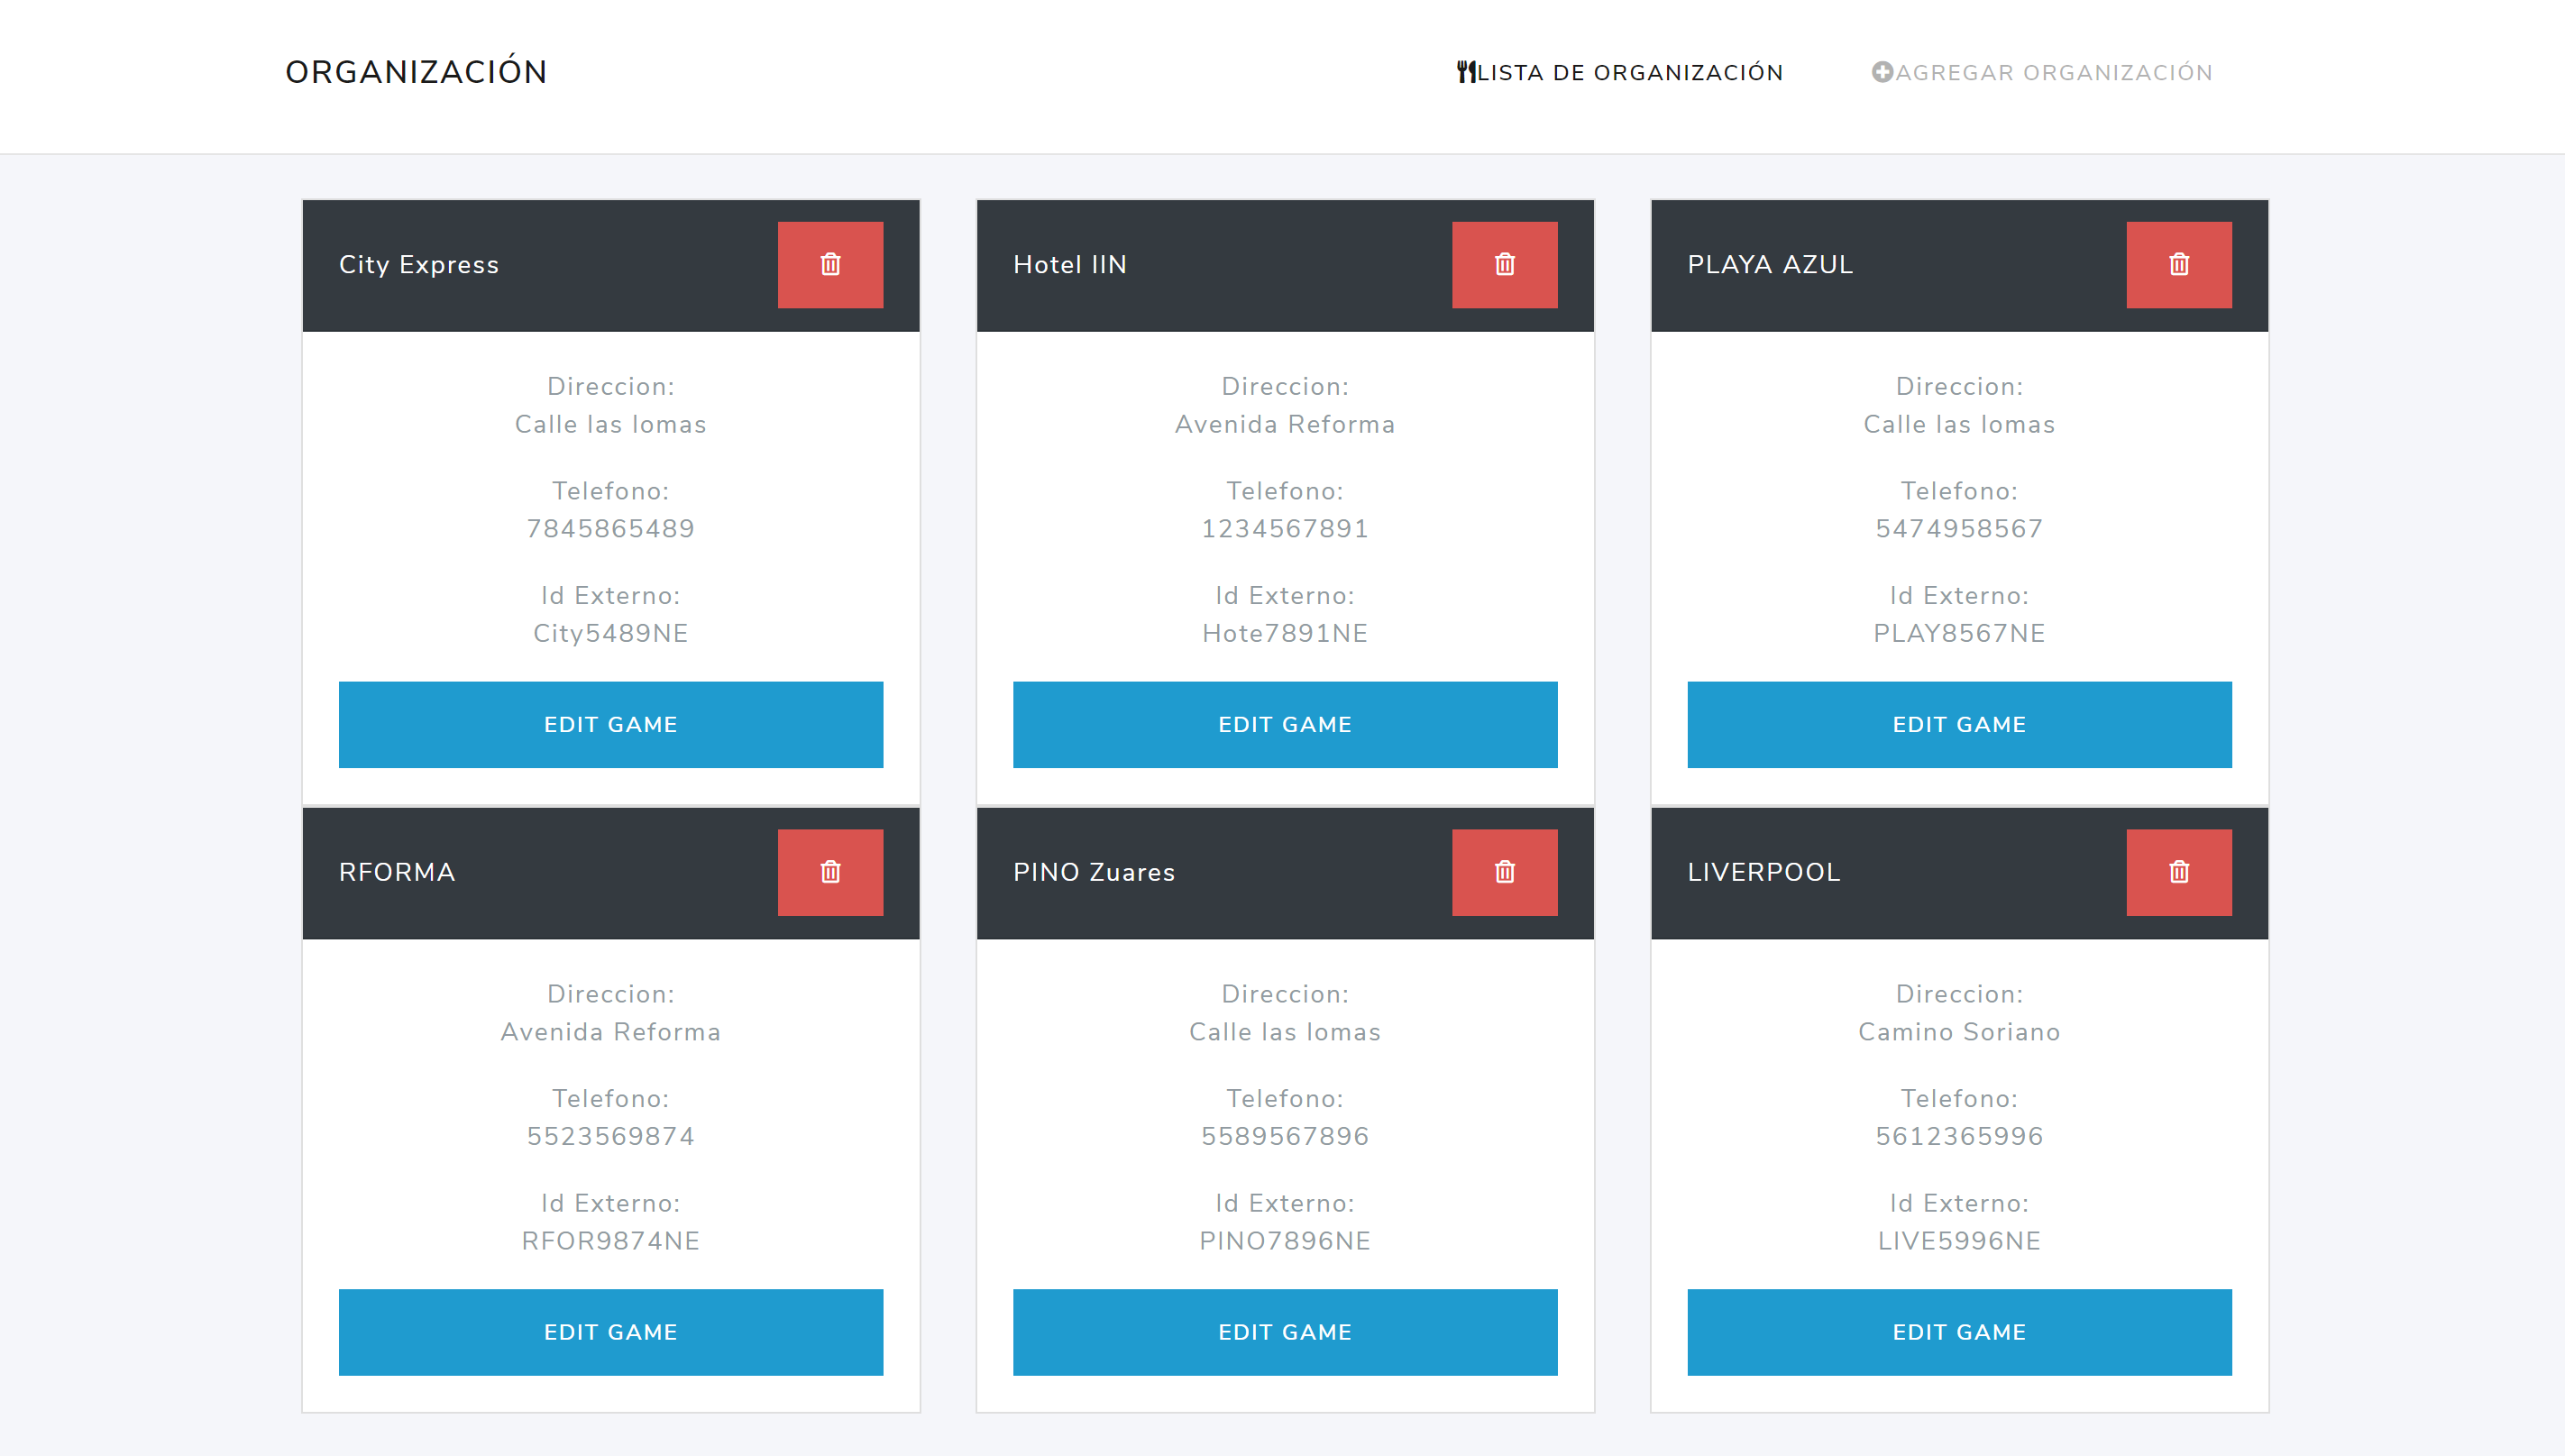 ORGANIZACIÓN
LISTA DE ORGANIZACIÓN
AGREGAR ORGANIZACIÓN
City Express
Direccion:
Calle las lomas
Telefono:
7845865489
Id Externo:
City5489NE
EDIT GAME
Hotel IIN
Direccion:
Avenida Reforma
Telefono:
1234567891
Id Externo:
Hote7891NE
EDIT GAME
PLAYA AZUL
Direccion:
Calle las lomas
Telefono:
5474958567
Id Externo:
PLAY8567NE
EDIT GAME
RFORMA
Direccion:
Avenida Reforma
Telefono:
5523569874
Id Externo:
RFOR9874NE
EDIT GAME
PINO Zuares
Direccion:
Calle las lomas
Telefono:
5589567896
Id Externo:
PINO7896NE
EDIT GAME
LIVERPOOL
Direccion:
Camino Soriano
Telefono:
5612365996
Id Externo:
LIVE5996NE
EDIT GAME